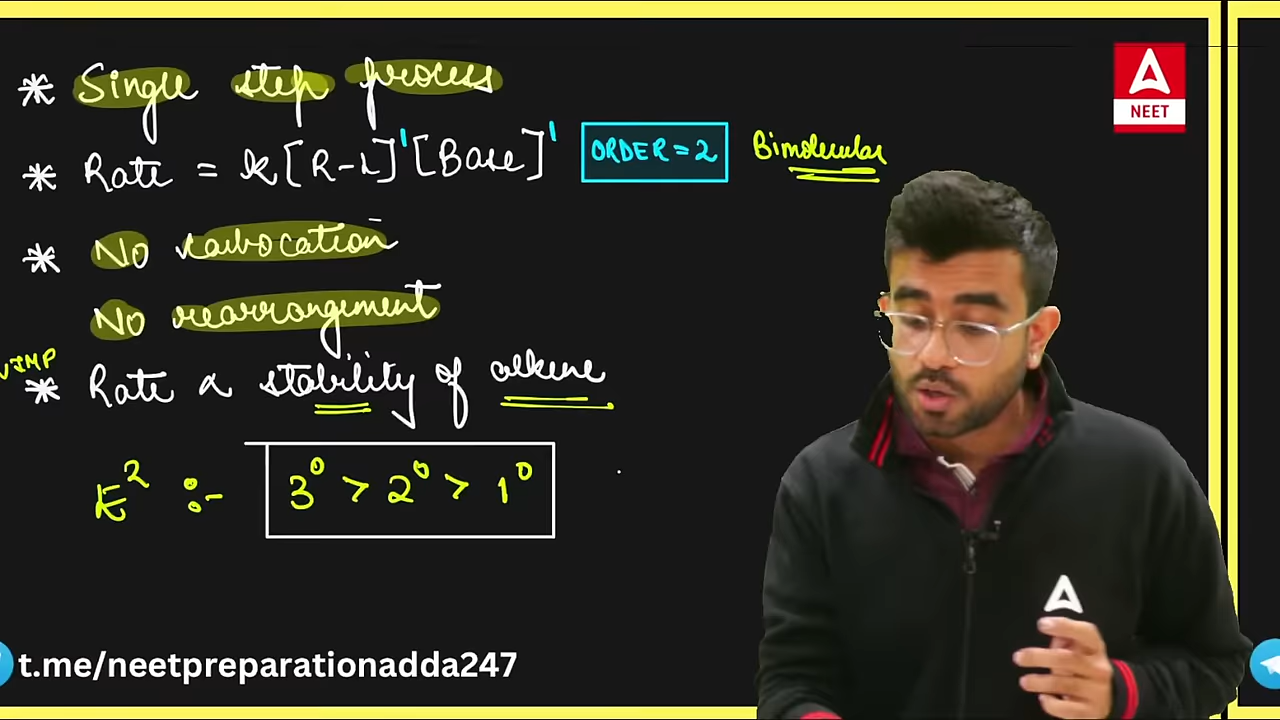 * Single step process
* Rate = k[R-L]¹[Base]¹ ORDER = 2 Bimolecular
* No carbocation
No rearrangement
VIMP
* Rate α stability of alkene
E² :- 3° > 2° > 1°
NEET
t.me/neetpreparationadda247